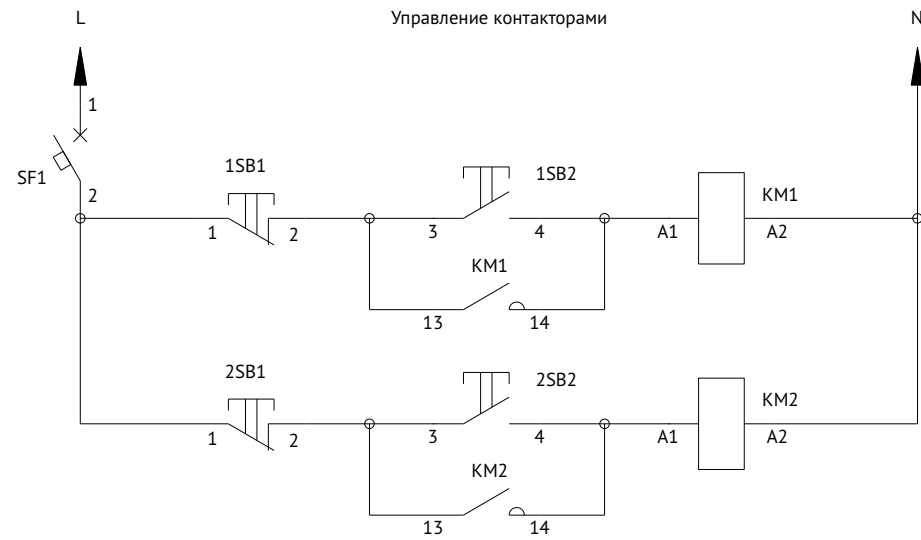 L
Управление контакторами
N
1
SF1
2
1SB1
1SB2
KM1
1
2
3
4
A1
A2
KM1
13
14
2SB1
2SB2
KM2
1
2
3
4
A1
A2
KM2
13
14